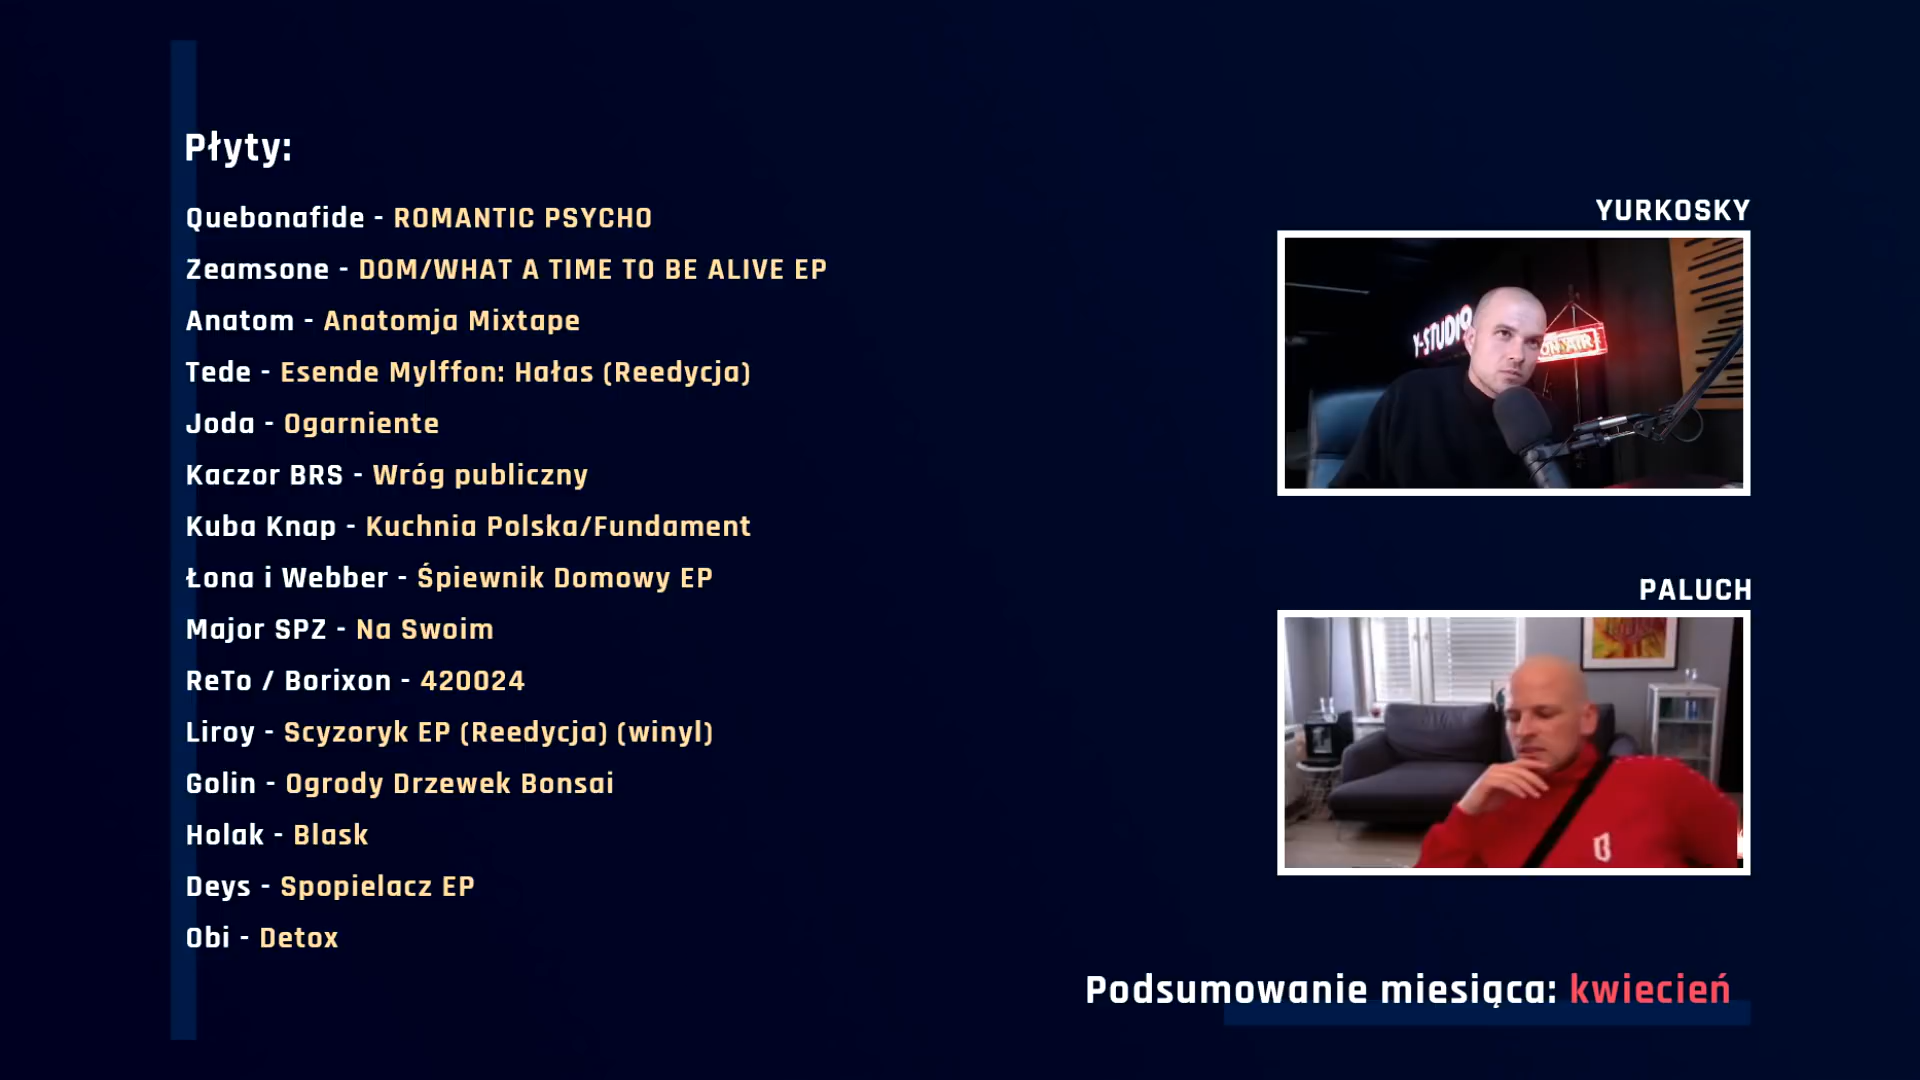 Płyty:
Quebonafide - ROMANTIC PSYCHO
Zeamsone - DOM/WHAT A TIME TO BE ALIVE EP
Anatom - Anatomja Mixtape
Tede - Esende Mylffon: Hałas (Reedycja)
Joda - Ogarniente
Kaczor BRS - Wróg publiczny
Kuba Knap - Kuchnia Polska/Fundament
Łona i Webber - Śpiewnik Domowy EP
Major SPZ - Na Swoim
ReTo / Borixon - 420024
Liroy - Scyzoryk EP (Reedycja) (winyl)
Golin - Ogrody Drzewek Bonsai
Holak - Blask
Deys - Spopielacz EP
Obi - Detox
YURKOSKY
Y-STUDIO
ON AIR
PALUCH
Podsumowanie miesiąca: kwiecień